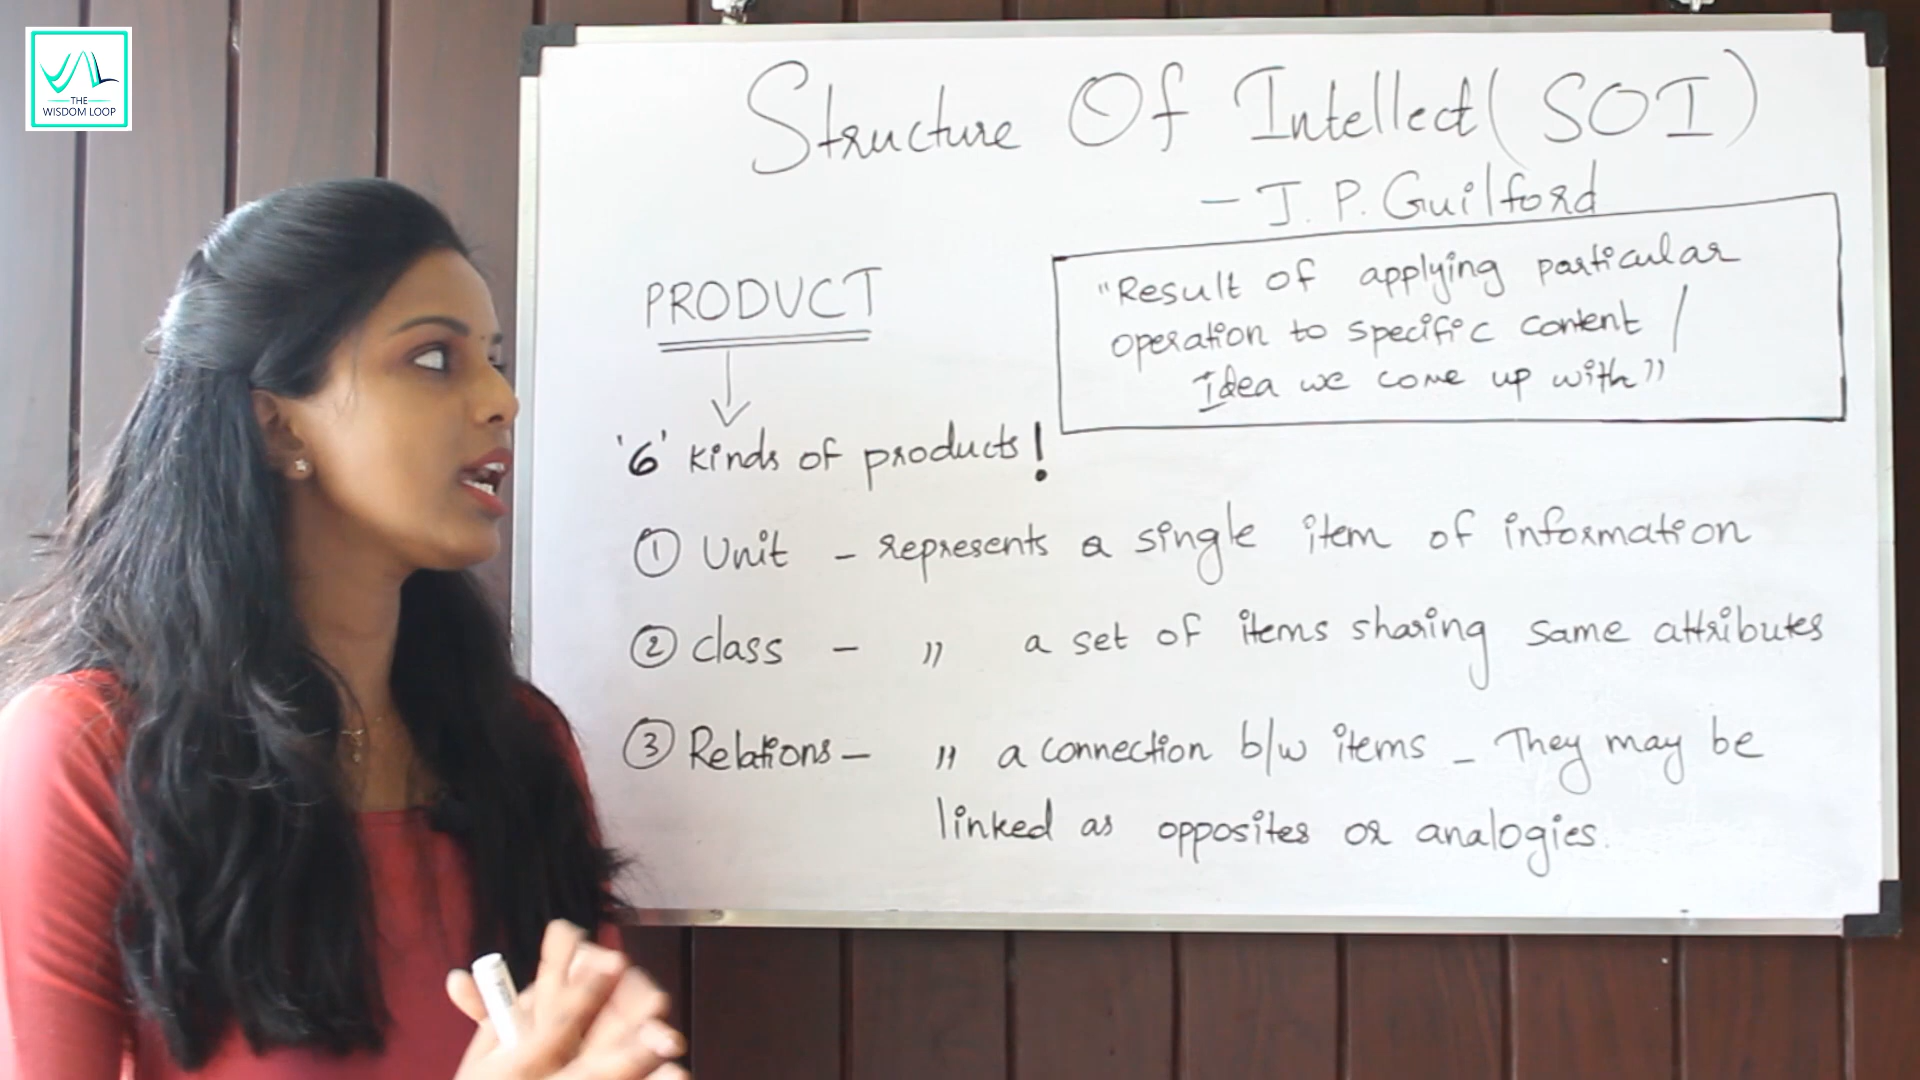 THE
WISDOM LOOP
Structure Of Intellect (SOI)
- J. P. Guilford
"Result of applying particular
operation to specific content /
Idea we come up with"
PRODUCT
'6' kinds of products!
① Unit - represents a single item of information
② class - " a set of items sharing same attributes
③ Relations - " a connection b/w items - They may be
linked as opposites or analogies.